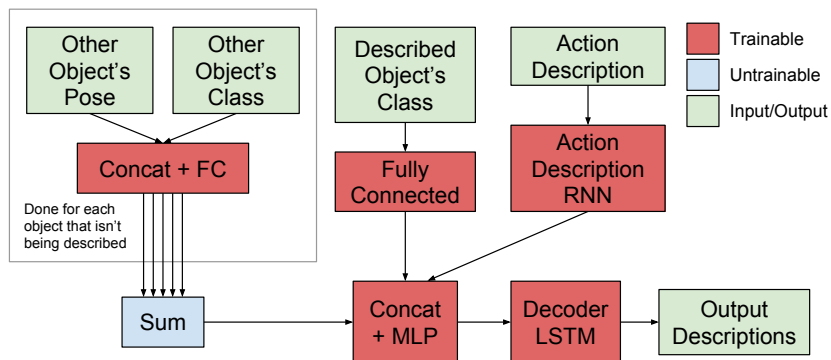 Other
Object's
Pose
Other
Object's
Class
Described
Object's
Class
Action
Description
Trainable
Untrainable
Input/Output
Concat + FC
Fully
Connected
Action
Description
RNN
Done for each
object that isn't
being described
Sum
Concat
+ MLP
Decoder
LSTM
Output
Descriptions